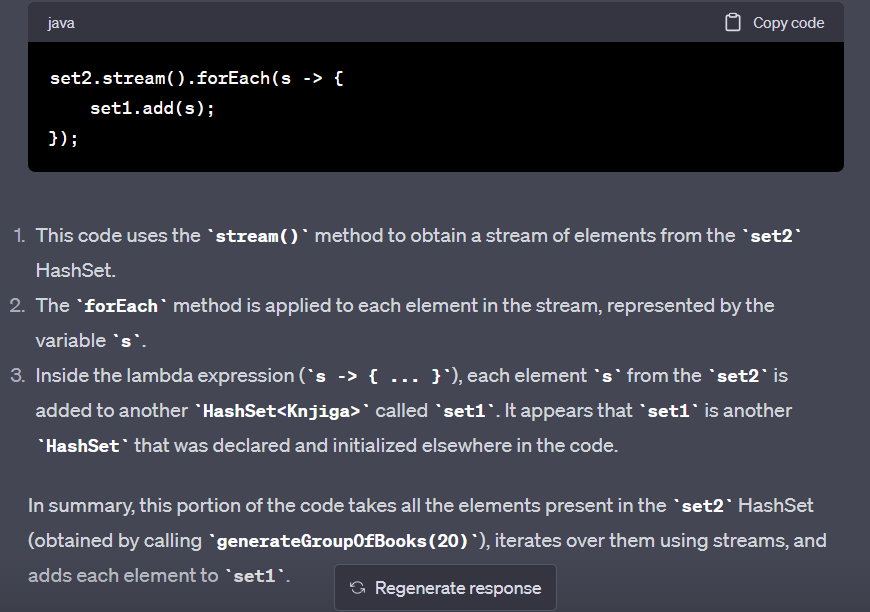 java
Copy code
set2.stream().forEach(s -> {
    set1.add(s);
});
1. This code uses the `stream()` method to obtain a stream of elements from the `set2`
HashSet.
2. The `forEach` method is applied to each element in the stream, represented by the
variable `s`.
3. Inside the lambda expression (`s -> { ... }`), each element `s` from the `set2` is
added to another `HashSet<Knjiga>` called `set1`. It appears that `set1` is another
`HashSet` that was declared and initialized elsewhere in the code.
In summary, this portion of the code takes all the elements present in the `set2` HashSet
(obtained by calling `generateGroupOfBooks(20)`), iterates over them using streams, and
adds each element to `set1`.
Regenerate response